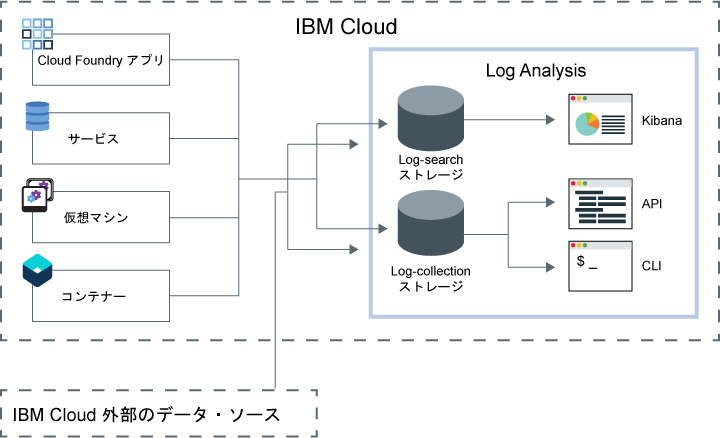 IBM Cloud
Cloud Foundry アプリ
サービス
仮想マシン
コンテナー
Log Analysis
Log-search
ストレージ
Kibana
Log-collection
ストレージ
API
$ _
CLI
IBM Cloud 外部のデータ・ソース